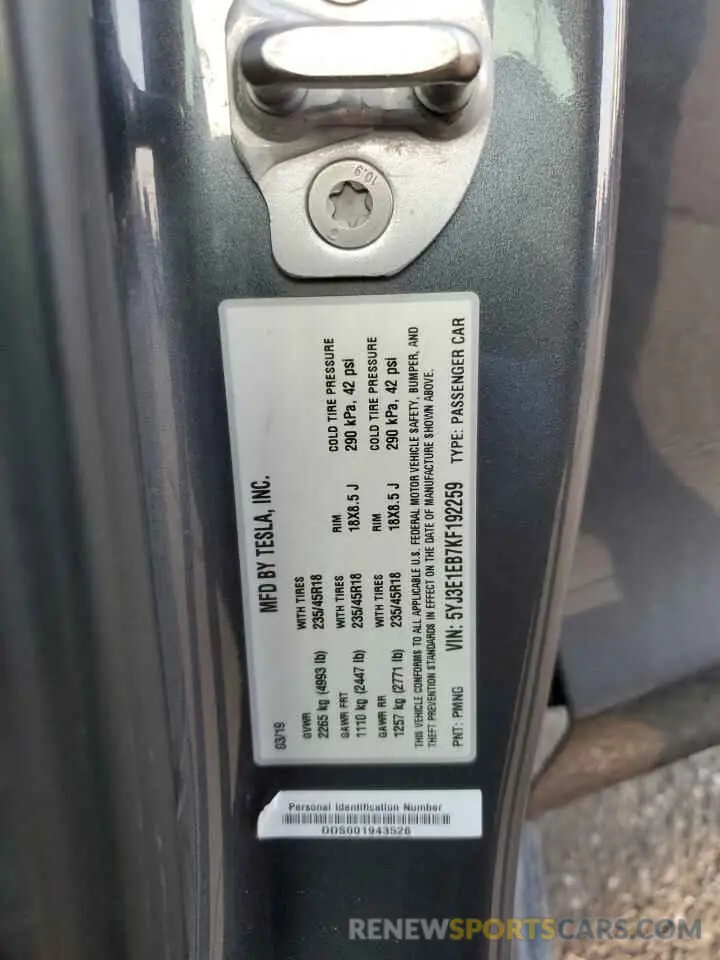 10.9
MFD BY TESLA, INC.
03/19
GVWR WITH TIRES RIM COLD TIRE PRESSURE
2265 kg (4993 lb) 235/45R18
GAWR FRT WITH TIRES
1110 kg (2447 lb) 235/45R18 18X8.5 J 290 kPa, 42 psi
GAWR RR WITH TIRES RIM COLD TIRE PRESSURE
1257 kg (2771 lb) 235/45R18 18X8.5 J 290 kPa, 42 psi
THIS VEHICLE CONFORMS TO ALL APPLICABLE U.S. FEDERAL MOTOR VEHICLE SAFETY, BUMPER, AND
THEFT PREVENTION STANDARDS IN EFFECT ON THE DATE OF MANUFACTURE SHOWN ABOVE.
PNT: PMNG VIN: 5YJ3E1EB7KF192259 TYPE: PASSENGER CAR
Personal Identification Number
DDS001943526
RENEWSPORTSCARS.COM